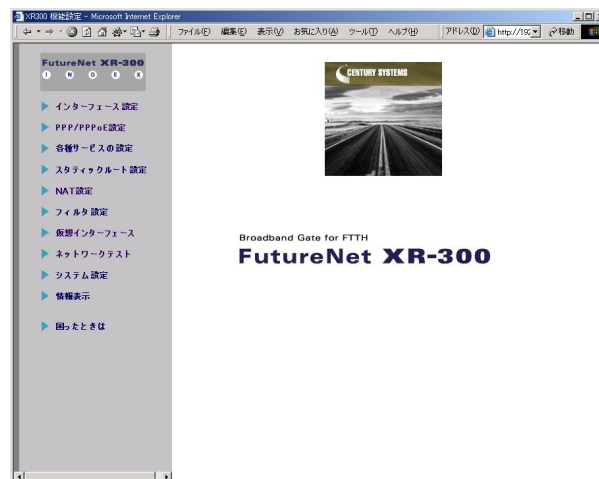 XR300 機能設定 - Microsoft Internet Explorer
ファイル(F) 編集(E) 表示(V) お気に入り(A) ツール(T) ヘルプ(H) アドレス(D) http://192 移動
FutureNet XR-300
I N D E X
インターフェース設定
PPP/PPPoE設定
各種サービスの設定
スタティックルート設定
NAT設定
フィルタ設定
仮想インターフェース
ネットワークテスト
システム設定
情報表示
困ったときは
CENTURY SYSTEMS
Broadband Gate for FTTH
FutureNet XR-300